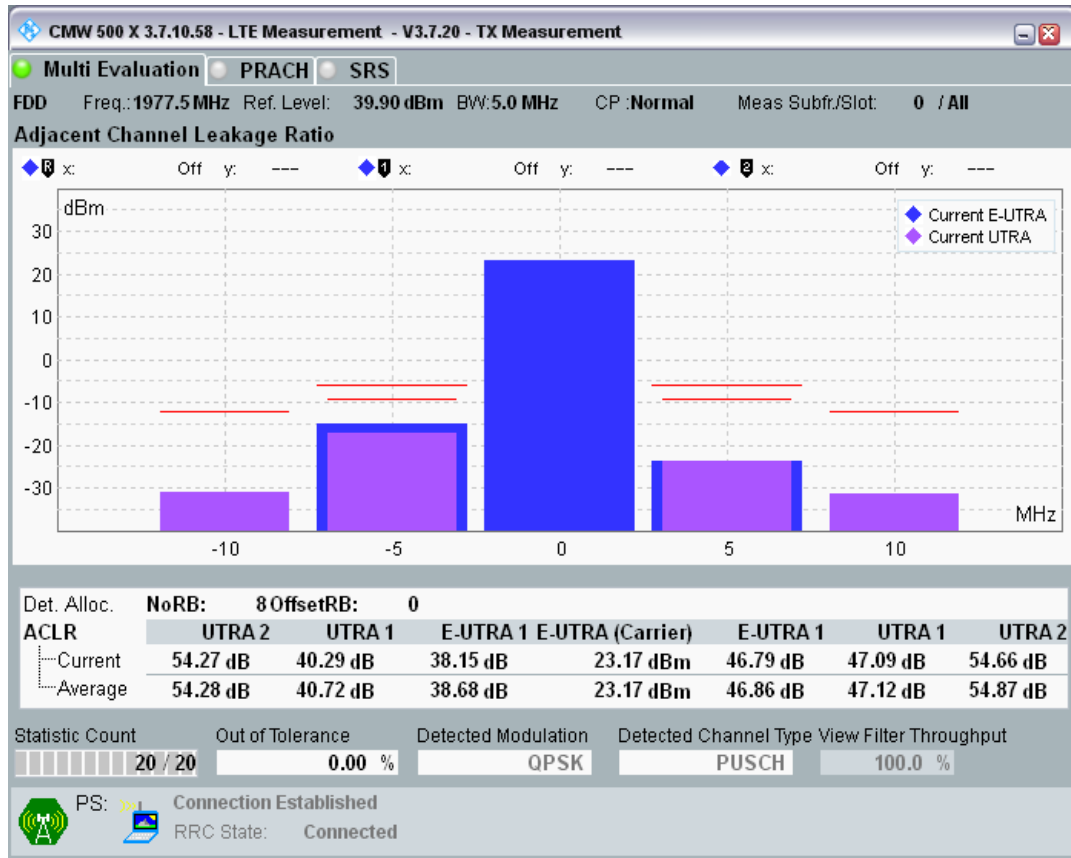 CMW 500 X 3.7.10.58 - LTE Measurement - V3.7.20 - TX Measurement
Multi Evaluation PRACH SRS
FDD Freq.:1977.5 MHz Ref. Level: 39.90 dBm BW:5.0 MHz CP :Normal Meas Subfr./Slot: 0 / All
Adjacent Channel Leakage Ratio
R x: Off y: --- 1 x: Off y: --- 2 x: Off y: ---
dBm
Current E-UTRA
Current UTRA
30
20
10
0
-10
-20
-30
MHz
-10 -5 0 5 10
Det. Alloc. NoRB: 8 OffsetRB: 0
ACLR UTRA 2 UTRA 1 E-UTRA 1 E-UTRA (Carrier) E-UTRA 1 UTRA 1 UTRA 2
Current 54.27 dB 40.29 dB 38.15 dB 23.17 dBm 46.79 dB 47.09 dB 54.66 dB
Average 54.28 dB 40.72 dB 38.68 dB 23.17 dBm 46.86 dB 47.12 dB 54.87 dB
Statistic Count Out of Tolerance Detected Modulation Detected Channel Type View Filter Throughput
20 / 20 0.00 % QPSK PUSCH 100.0 %
PS: Connection Established
RRC State: Connected